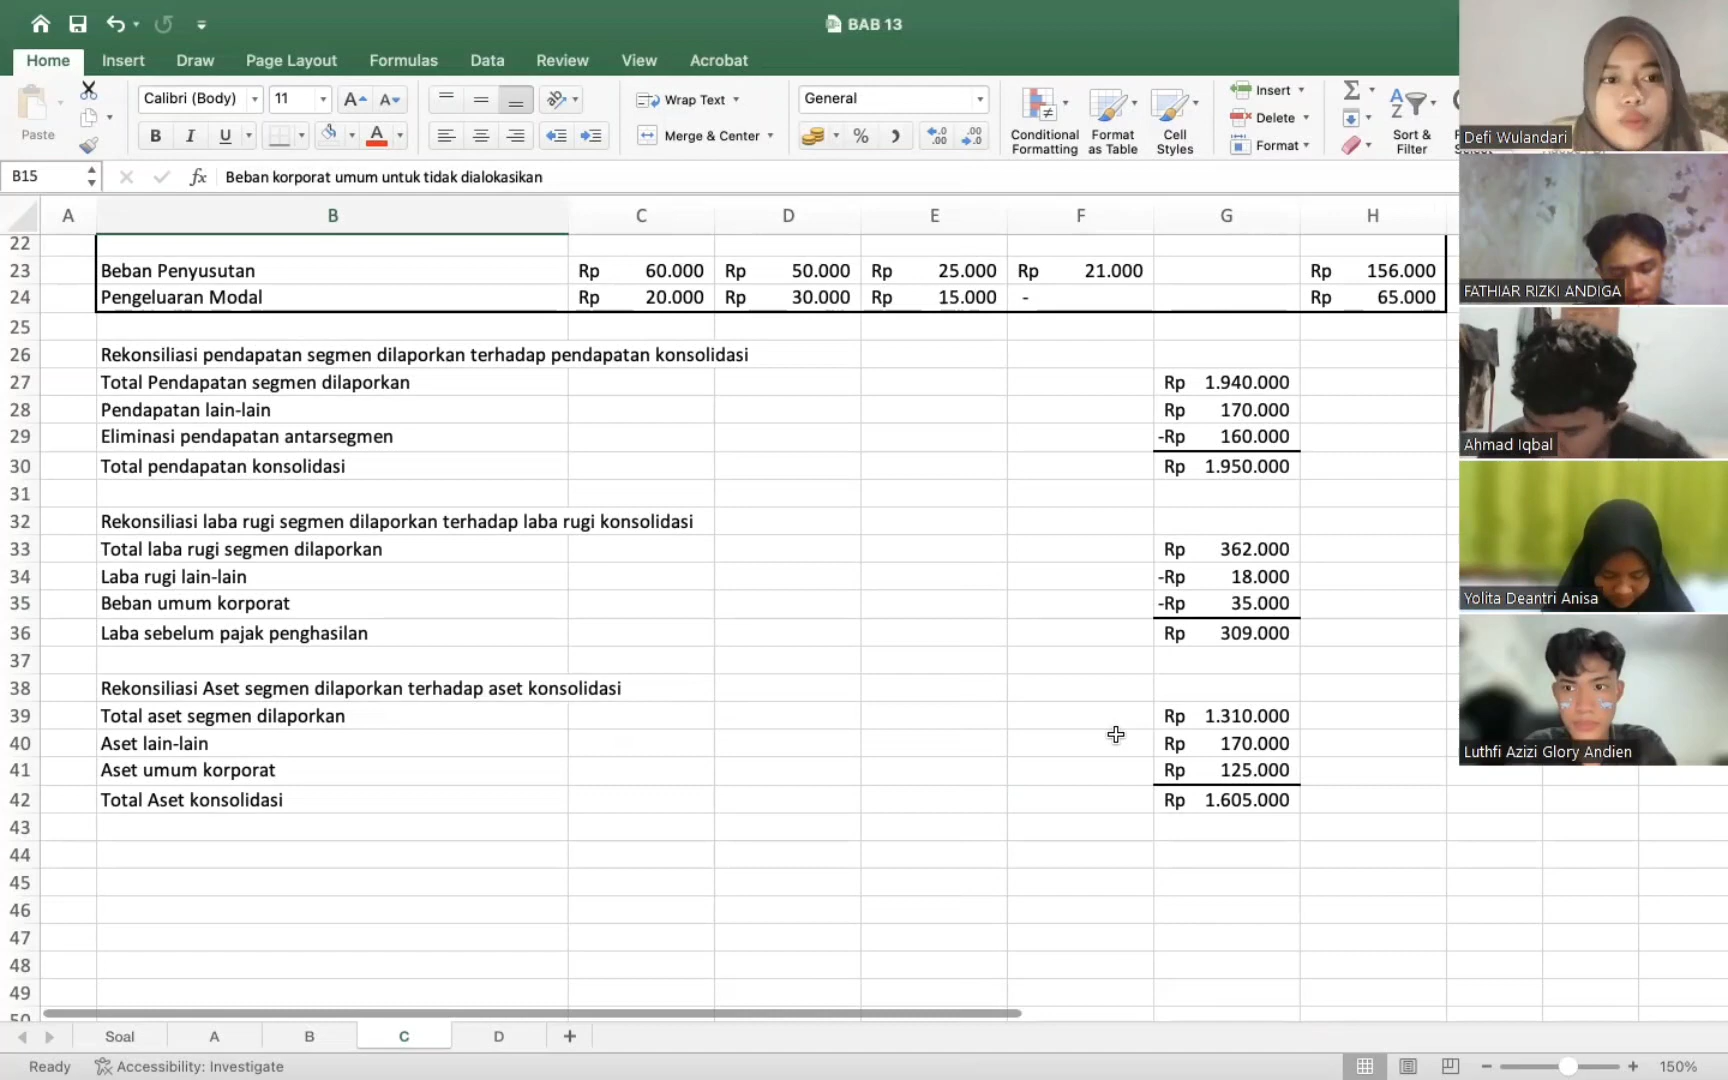 BAB 13
Home Insert Draw Page Layout Formulas Data Review View Acrobat
Paste
Calibri (Body) 11
Wrap Text
Merge & Center
General
Conditional Formatting
Format as Table
Cell Styles
Insert
Delete
Format
Sort & Filter
B15 fx Beban korporat umum untuk tidak dialokasikan
A B C D E F G H
22
23 Beban Penyusutan Rp 60.000 Rp 50.000 Rp 25.000 Rp 21.000 Rp 156.000
24 Pengeluaran Modal Rp 20.000 Rp 30.000 Rp 15.000 - Rp 65.000
25
26 Rekonsiliasi pendapatan segmen dilaporkan terhadap pendapatan konsolidasi
27 Total Pendapatan segmen dilaporkan Rp 1.940.000
28 Pendapatan lain-lain Rp 170.000
29 Eliminasi pendapatan antarsegmen -Rp 160.000
30 Total pendapatan konsolidasi Rp 1.950.000
31
32 Rekonsiliasi laba rugi segmen dilaporkan terhadap laba rugi konsolidasi
33 Total laba rugi segmen dilaporkan Rp 362.000
34 Laba rugi lain-lain -Rp 18.000
35 Beban umum korporat -Rp 35.000
36 Laba sebelum pajak penghasilan Rp 309.000
37
38 Rekonsiliasi Aset segmen dilaporkan terhadap aset konsolidasi
39 Total aset segmen dilaporkan Rp 1.310.000
40 Aset lain-lain Rp 170.000
41 Aset umum korporat Rp 125.000
42 Total Aset konsolidasi Rp 1.605.000
43
44
45
46
47
48
49
50
Soal A B C D +
Ready Accessibility: Investigate 150%
Defi Wulandari
FATHIAR RIZKI ANDIGA
Ahmad Iqbal
Yolita Deantri Anisa
Luthfi Azizi Glory Andien